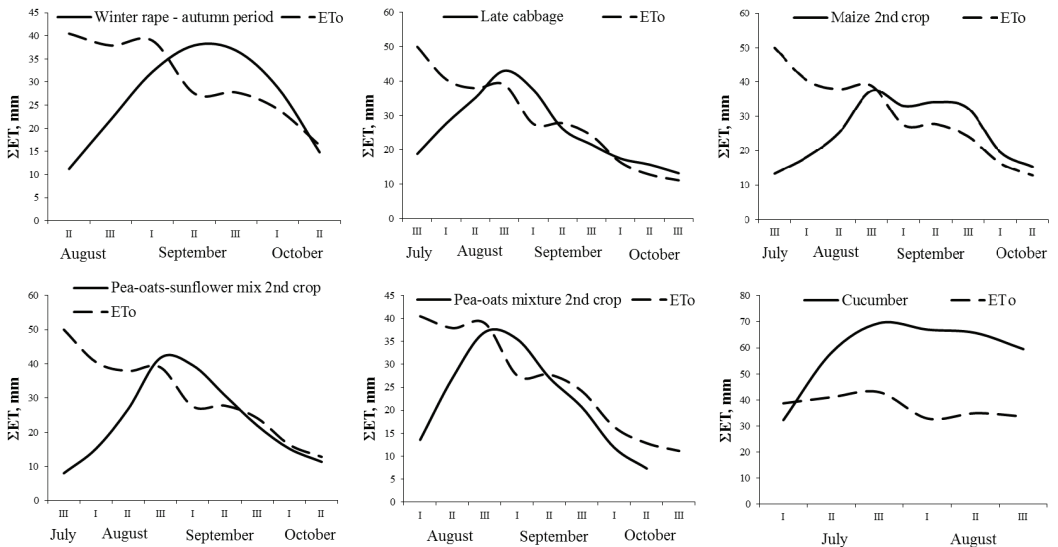 Winter rape - autumn period ETo
45
40
35
30
25
20
15
10
5
0
ΣET, mm
II III I II III I II
August September October
Late cabbage ETo
60
50
40
30
20
10
0
ΣET, mm
III I II III I II III I II III
July August September October
Maize 2nd crop ETo
60
50
40
30
20
10
0
ΣET, mm
III I II III I II III I II
July August September October
Pea-oats-sunflower mix 2nd crop
ETo
60
50
40
30
20
10
0
ΣET, mm
III I II III I II III I II
July August September October
Pea-oats mixture 2nd crop ETo
45
40
35
30
25
20
15
10
5
0
ΣET, mm
I II III I II III I II III
August September October
Cucumber ETo
80
70
60
50
40
30
20
10
0
ΣET, mm
I II III I II III
July August